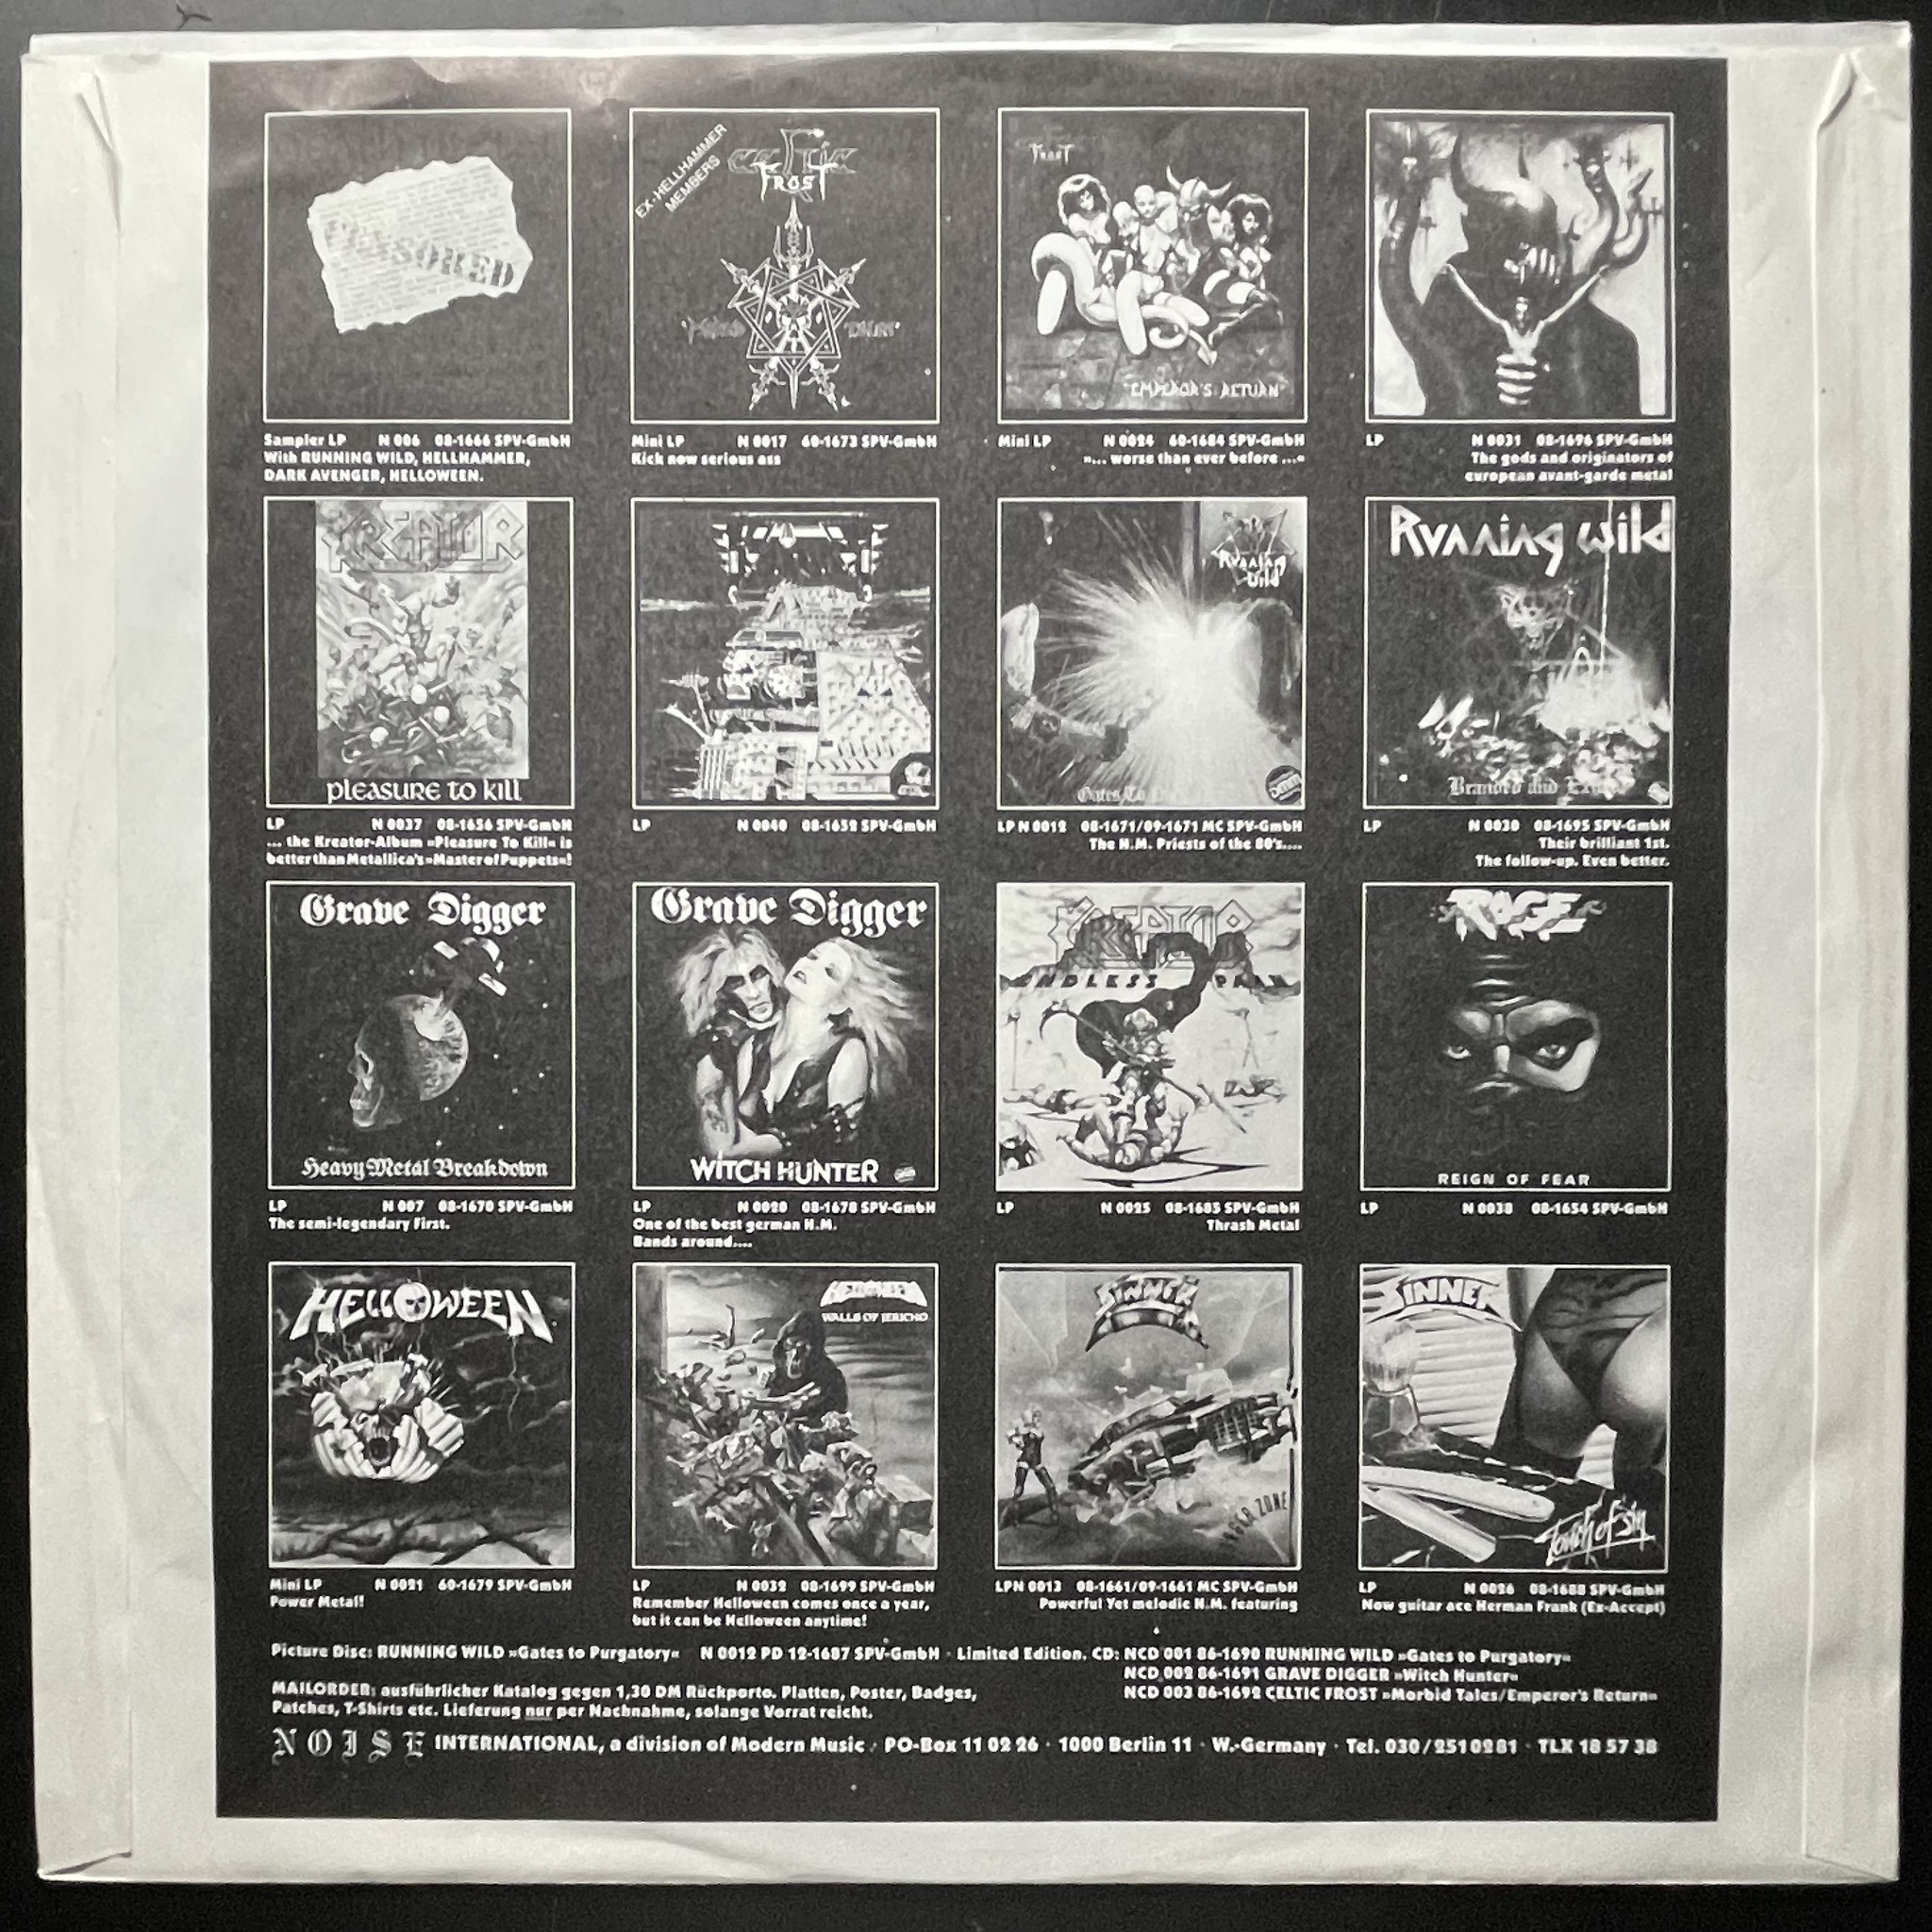 CENSORED
EX-HELLHAMMER
MEMBERS
CELTIC
FROST
FROST
"EMPEROR'S RETURN"
Sampler LP N 006 08-1666 SPV-GmbH
With RUNNING WILD, HELLHAMMER,
DARK AVENGER, HELLOWEEN.
Mini LP N 0017 60-1673 SPV-GmbH
Kick now serious ass
Mini LP N 0024 60-1684 SPV-GmbH
»... worse than ever before ...«
LP N 0031 08-1696 SPV-GmbH
The gods and originators of
european avant-garde metal
KREATOR
pleasure to kill
Running Wild
Gates To
Running Wild
Branded and
LP N 0037 08-1656 SPV-GmbH
... the Kreator-Album »Pleasure To Kill« is
better than Metallica's »Master of Puppets«!
LP N 0040 08-1652 SPV-GmbH
LP N 0012 08-1671/09-1671 MC SPV-GmbH
The H.M. Priests of the 80's....
LP N 0030 08-1695 SPV-GmbH
Their brilliant 1st.
The follow-up. Even better.
Grave Digger
Heavy Metal Breakdown
Grave Digger
WITCH HUNTER
KREATOR
ENDLESS PAIN
RAGE
REIGN OF FEAR
LP N 007 08-1670 SPV-GmbH
The semi-legendary First.
LP N 0020 08-1678 SPV-GmbH
One of the best german H.M.
Bands around....
LP N 0025 08-1685 SPV-GmbH
Thrash Metal
LP N 0038 08-1654 SPV-GmbH
HELLOWEEN
HELLOWEEN
WALLS OF JERICHO
SINNER
ZONE
SINNER
Touch of sin
Mini LP N 0021 60-1679 SPV-GmbH
Power Metal!
LP N 0032 08-1699 SPV-GmbH
Remember Helloween comes once a year,
but it can be Helloween anytime!
LPN 0013 08-1661/09-1661 MC SPV-GmbH
Powerful Yet melodic H.M. featuring
LP N 0026 08-1688 SPV-GmbH
Now guitar ace Herman Frank (Ex-Accept)
Picture Disc: RUNNING WILD »Gates to Purgatory« N 0012 PD 12-1687 SPV-GmbH · Limited Edition. CD: NCD 001 86-1690 RUNNING WILD »Gates to Purgatory«
NCD 002 86-1691 GRAVE DIGGER »Witch Hunter«
NCD 003 86-1692 CELTIC FROST »Morbid Tales/Emperor's Return«
MAILORDER: ausführlicher Katalog gegen 1,30 DM Rückporto. Platten, Poster, Badges,
Patches, T-Shirts etc. Lieferung nur per Nachnahme, solange Vorrat reicht.
NOISE INTERNATIONAL, a division of Modern Music · PO-Box 11 02 26 · 1000 Berlin 11 · W.-Germany · Tel. 030/2510281 · TLX 18 57 38